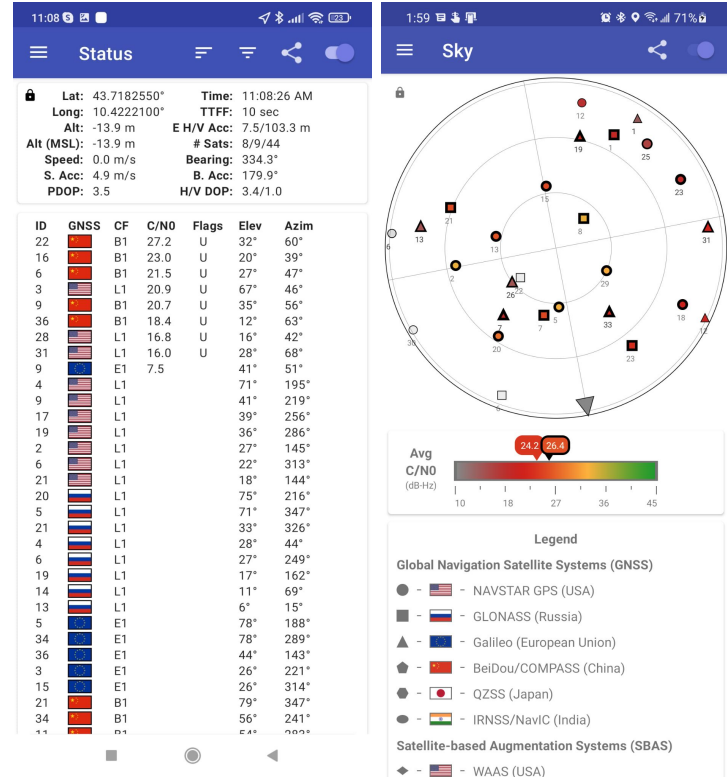 11:08
23
Status
Lat: 43.7182550° Time: 11:08:26 AM
Long: 10.4222100° TTFF: 10 sec
Alt: -13.9 m E H/V Acc: 7.5/103.3 m
Alt (MSL): -13.9 m # Sats: 8/9/44
Speed: 0.0 m/s Bearing: 334.3°
S. Acc: 4.9 m/s B. Acc: 179.9°
PDOP: 3.5 H/V DOP: 3.4/1.0
ID GNSS CF C/N0 Flags Elev Azim
22 B1 27.2 U 32° 60°
16 B1 23.0 U 20° 39°
6 B1 21.5 U 27° 47°
3 L1 20.9 U 67° 46°
9 B1 20.7 U 35° 56°
36 B1 18.4 U 12° 63°
28 L1 16.8 U 16° 42°
31 L1 16.0 U 28° 68°
9 E1 7.5 41° 51°
4 L1 71° 195°
9 L1 41° 219°
17 L1 39° 256°
19 L1 36° 286°
2 L1 27° 145°
6 L1 22° 313°
21 L1 18° 144°
20 L1 75° 216°
5 L1 71° 347°
21 L1 33° 326°
4 L1 28° 44°
6 L1 27° 249°
19 L1 17° 162°
14 L1 11° 69°
13 L1 6° 15°
5 E1 78° 188°
34 E1 78° 289°
36 E1 44° 143°
3 E1 26° 221°
15 E1 26° 314°
21 B1 79° 347°
34 B1 56° 241°
11 B1 54°
1:59 71%
Sky
12
1
19 1 25
23
15
21
8
13
31
6
13
2
29
26 22
5
7 7 33 18 12
38
20
23
Avg
C/N0
(dB-Hz)
24.2 26.4
10 18 27 36 45
Legend
Global Navigation Satellite Systems (GNSS)
- - NAVSTAR GPS (USA)
- - GLONASS (Russia)
- - Galileo (European Union)
- - BeiDou/COMPASS (China)
- - QZSS (Japan)
- - IRNSS/NavIC (India)
Satellite-based Augmentation Systems (SBAS)
- - WAAS (USA)